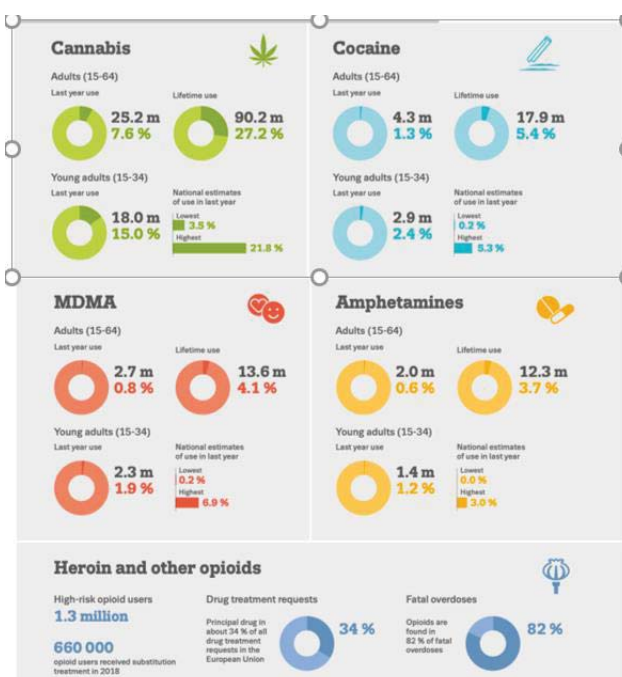 Cannabis
Adults (15-64)
Last year use
25.2 m
7.6 %
Lifetime use
90.2 m
27.2 %
Young adults (15-34)
Last year use
18.0 m
15.0 %
National estimates
of use in last year
Lowest
3.5 %
Highest
21.8 %
Cocaine
Adults (15-64)
Last year use
4.3 m
1.3 %
Lifetime use
17.9 m
5.4 %
Young adults (15-34)
Last year use
2.9 m
2.4 %
National estimates
of use in last year
Lowest
0.2 %
Highest
5.3 %
MDMA
Adults (15-64)
Last year use
2.7 m
0.8 %
Lifetime use
13.6 m
4.1 %
Young adults (15-34)
Last year use
2.3 m
1.9 %
National estimates
of use in last year
Lowest
0.2 %
Highest
6.9 %
Amphetamines
Adults (15-64)
Last year use
2.0 m
0.6 %
Lifetime use
12.3 m
3.7 %
Young adults (15-34)
Last year use
1.4 m
1.2 %
National estimates
of use in last year
Lowest
0.0 %
Highest
3.0 %
Heroin and other opioids
High-risk opioid users
1.3 million
660 000
opioid users received substitution
treatment in 2018
Drug treatment requests
Principal drug in
about 34 % of all
drug treatment
requests in the
European Union
34 %
Fatal overdoses
Opioids are
found in
82 % of fatal
overdoses
82 %